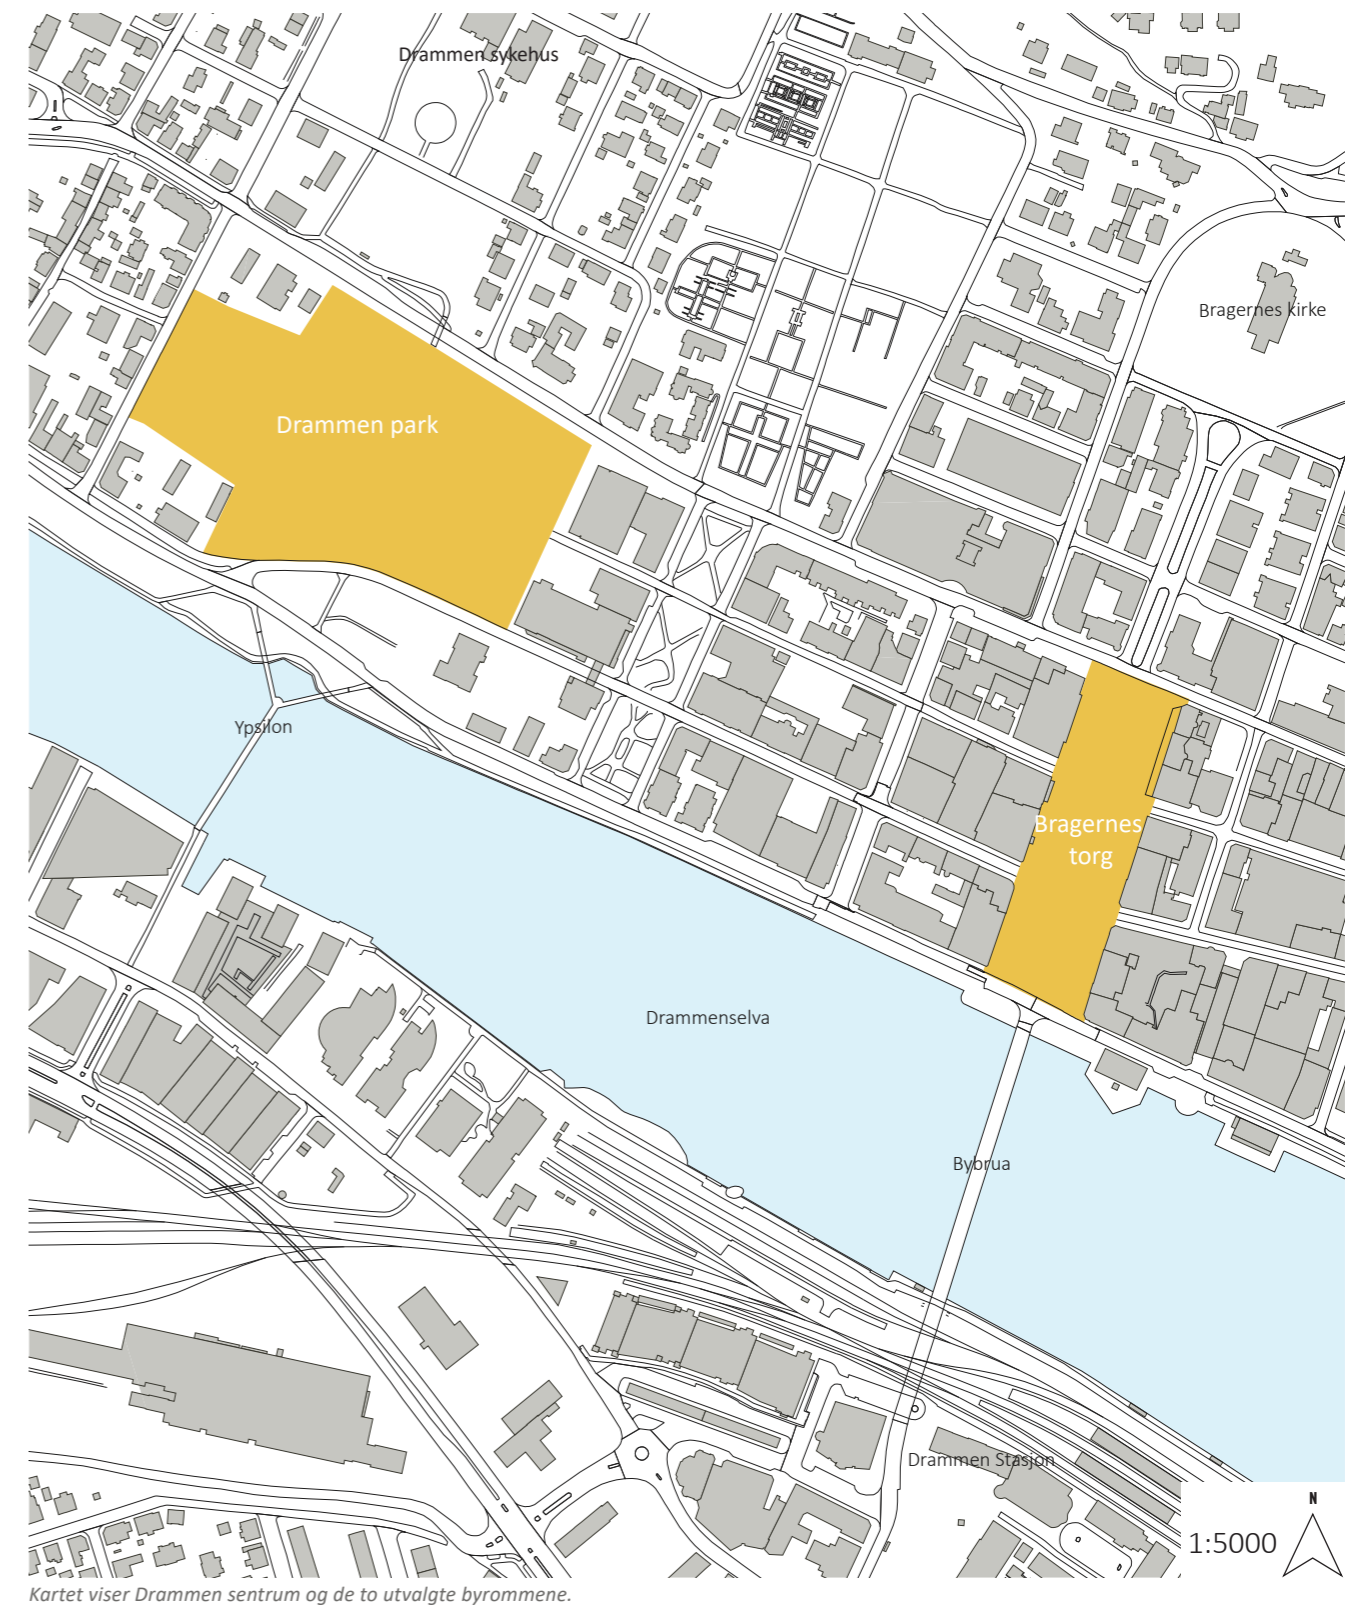 Drammen sykehus
Bragernes kirke
Drammen park
Ypsilon
Bragernes
torg
Drammenselva
Bybrua
Drammen Stasjon
N
1:5000
Kartet viser Drammen sentrum og de to utvalgte byrommene.